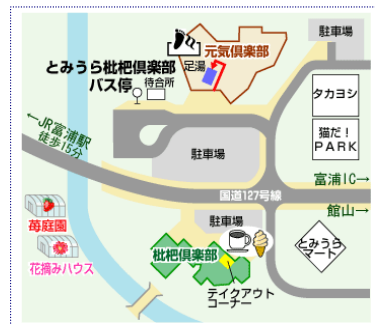 駐車場
元気倶楽部
足湯
とみうら枇杷倶楽部
バス停
待合所
タカヨシ
猫だ！
PARK
←JR富浦駅
徒歩15分
駐車場
富浦IC→
国道127号線
館山→
苺庭園
駐車場
とみうら
マート
花摘みハウス
枇杷倶楽部
テイクアウト
コーナー